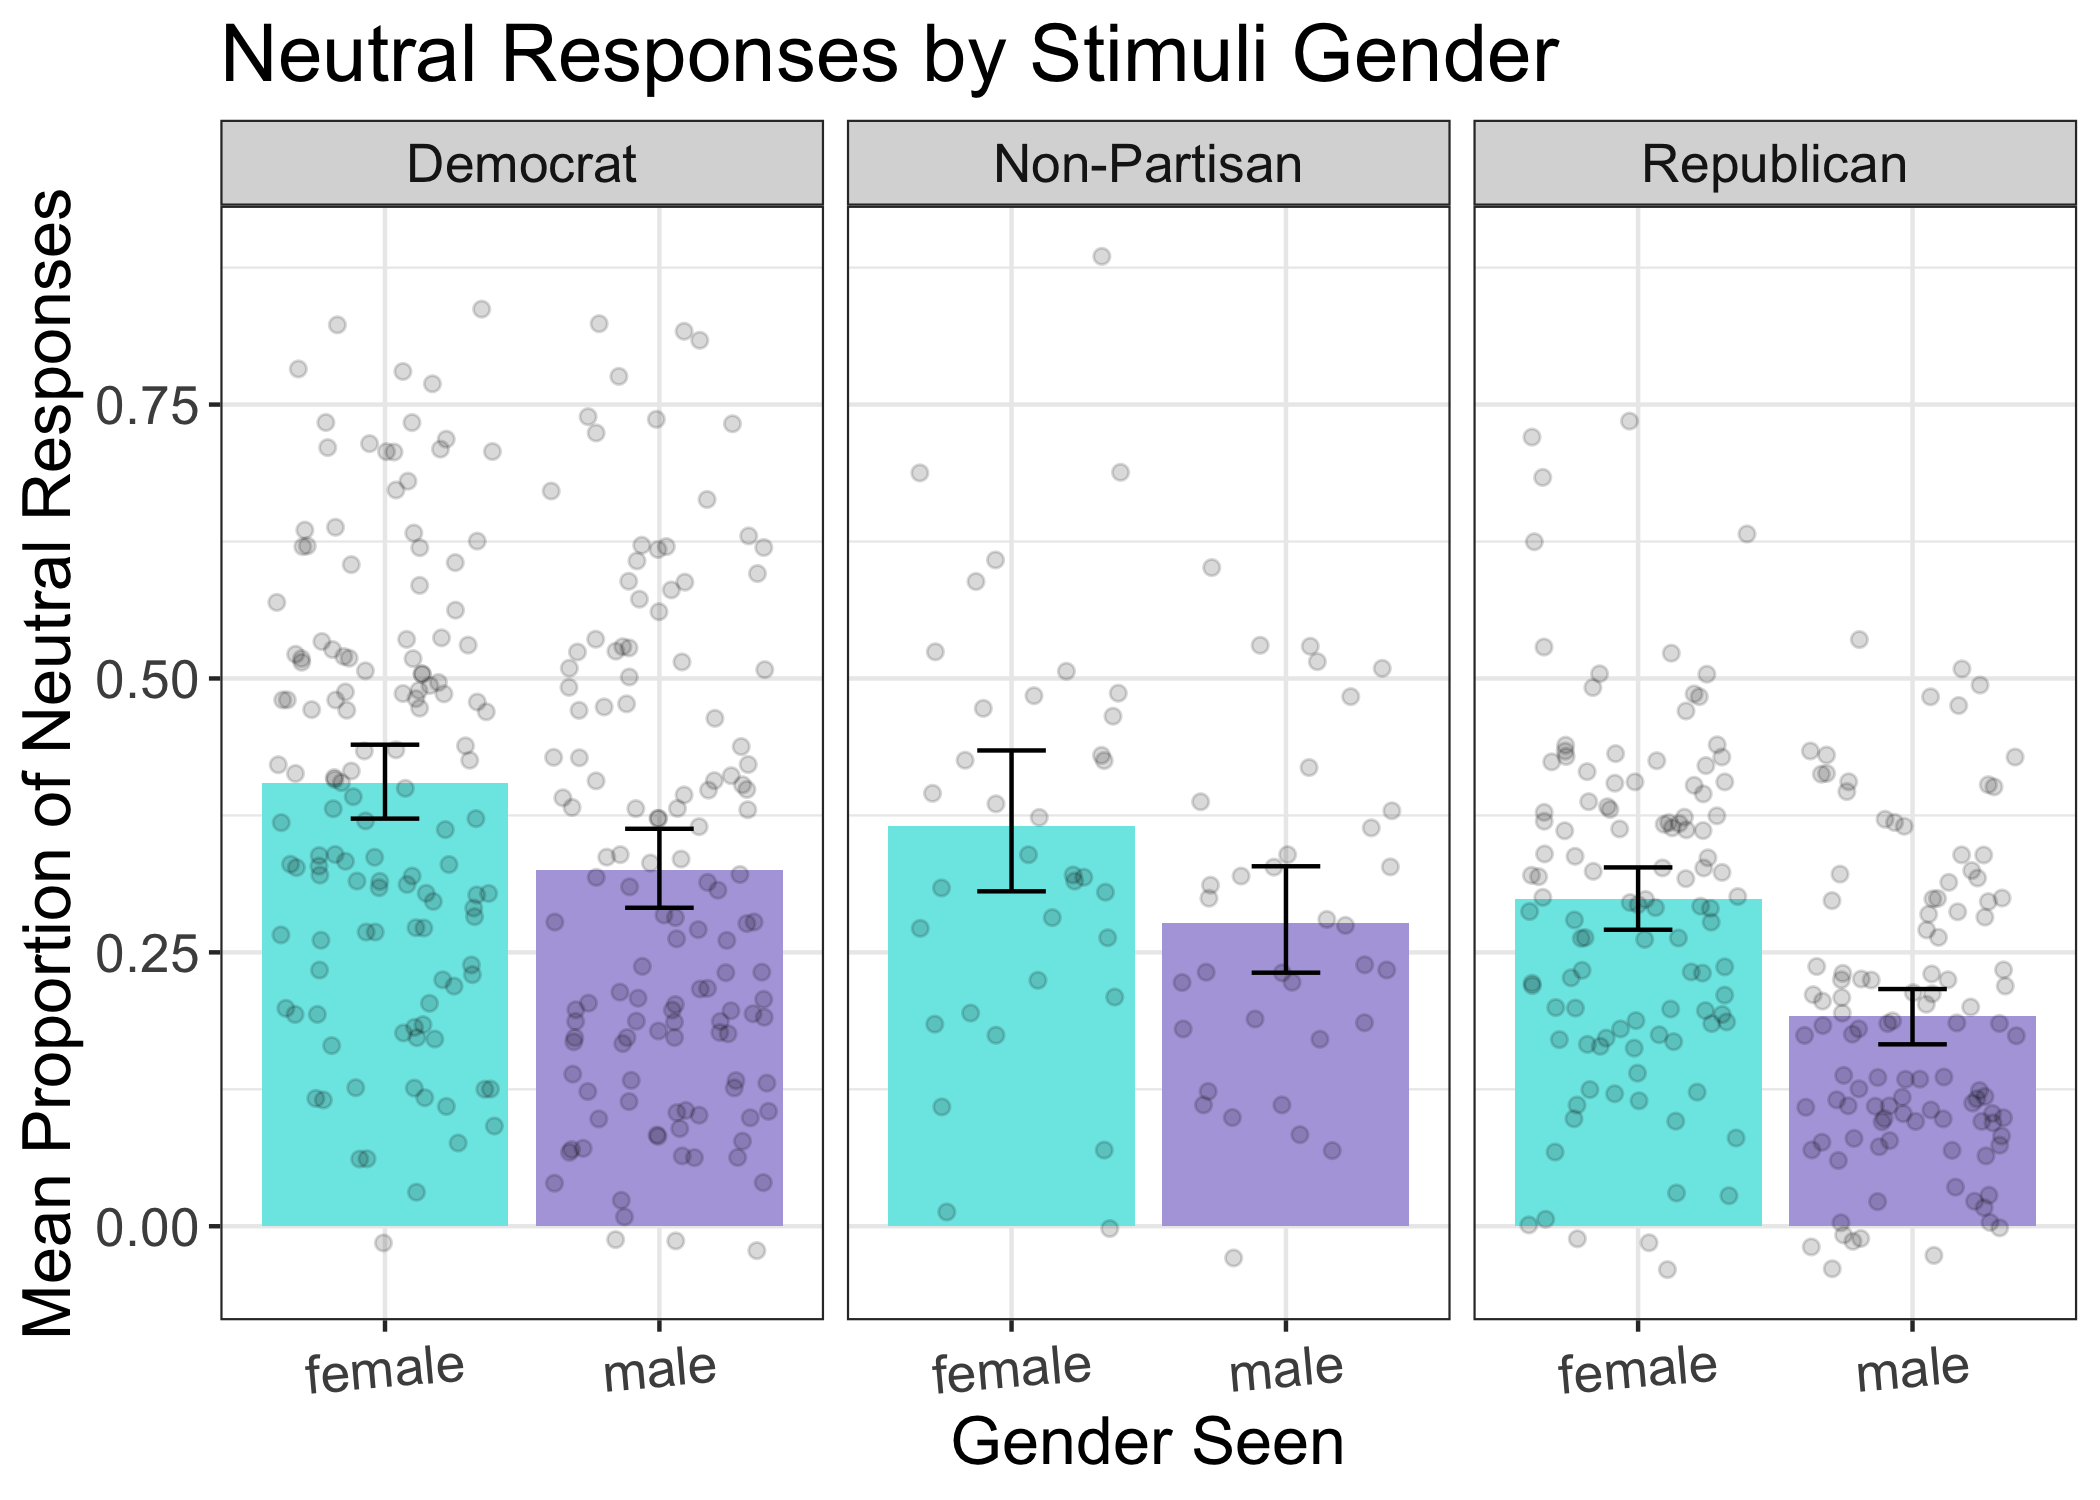 Neutral Responses by Stimuli Gender
Democrat
Non-Partisan
Republican
Mean Proportion of Neutral Responses
0.75
0.50
0.25
0.00
female
male
female
male
female
male
Gender Seen